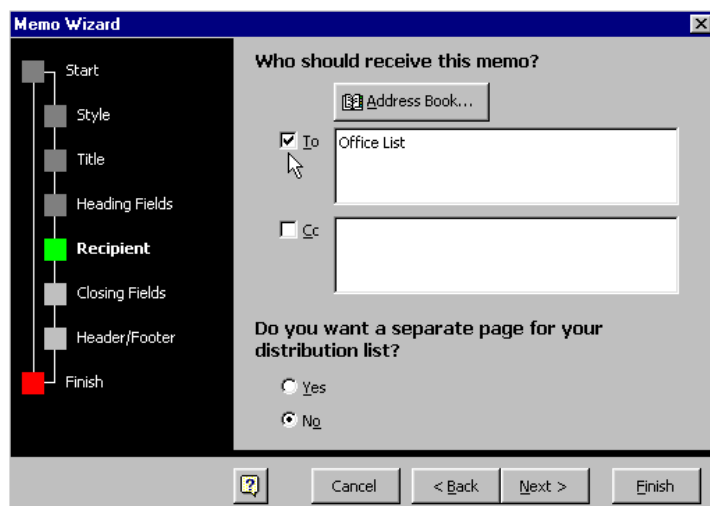 Memo Wizard
Start
Style
Title
Heading Fields
Recipient
Closing Fields
Header/Footer
Finish
Who should receive this memo?
Address Book...
To
Office List
Cc
Do you want a separate page for your
distribution list?
Yes
No
Cancel
< Back
Next >
Finish